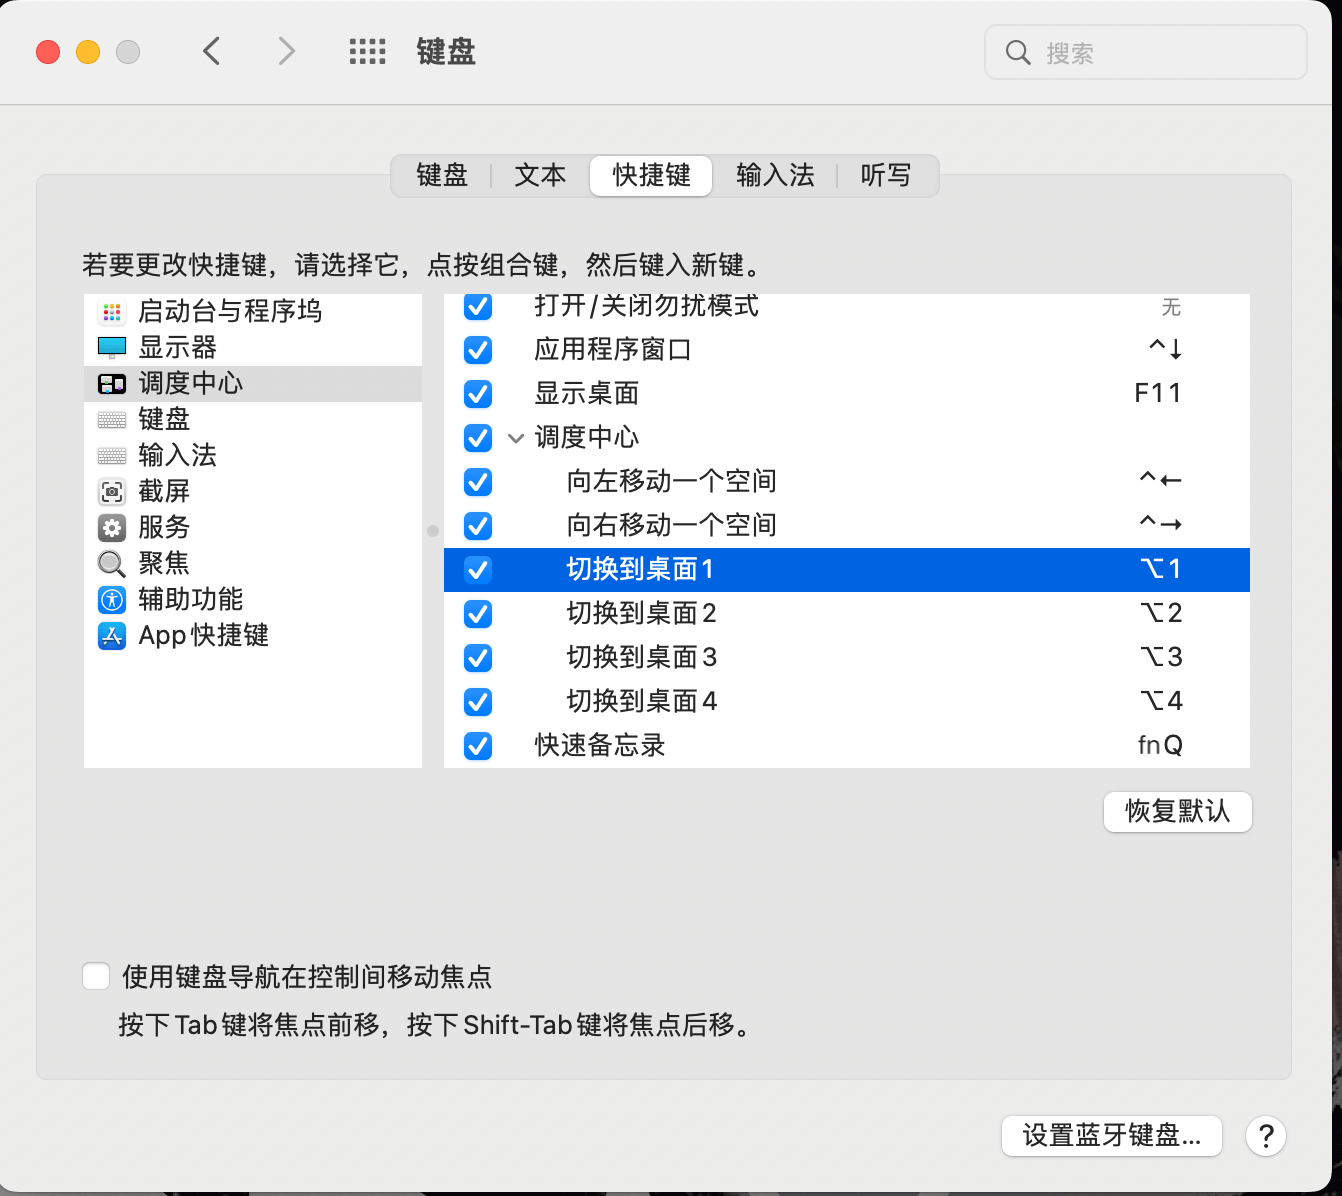 键盘
搜索
键盘
文本
快捷键
输入法
听写
若要更改快捷键，请选择它，点按组合键，然后键入新键。
启动台与程序坞
显示器
调度中心
键盘
输入法
截屏
服务
聚焦
辅助功能
App 快捷键
打开/关闭勿扰模式 无
应用程序窗口 ^↓
显示桌面 F11
调度中心
向左移动一个空间 ^←
向右移动一个空间 ^→
切换到桌面1 ⌥1
切换到桌面2 ⌥2
切换到桌面3 ⌥3
切换到桌面4 ⌥4
快速备忘录 fnQ
恢复默认
使用键盘导航在控制间移动焦点
按下 Tab 键将焦点前移，按下 Shift-Tab 键将焦点后移。
设置蓝牙键盘...
?